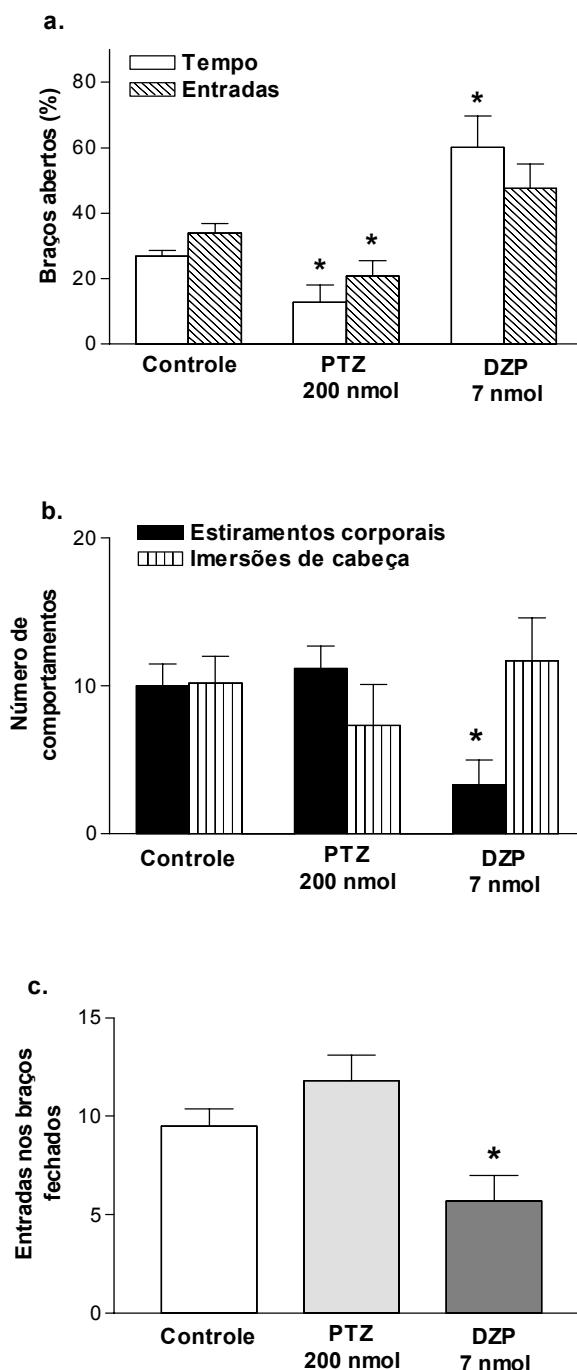 a.
Tempo
Entradas
Braços abertos (%)
80
60
40
20
0
*
*
*
Controle
PTZ
200 nmol
DZP
7 nmol
b.
Estiramentos corporais
Imersões de cabeça
Número de
comportamentos
20
10
0
*
Controle
PTZ
200 nmol
DZP
7 nmol
c.
Entradas nos braços
fechados
15
10
5
0
*
Controle
PTZ
200 nmol
DZP
7 nmol